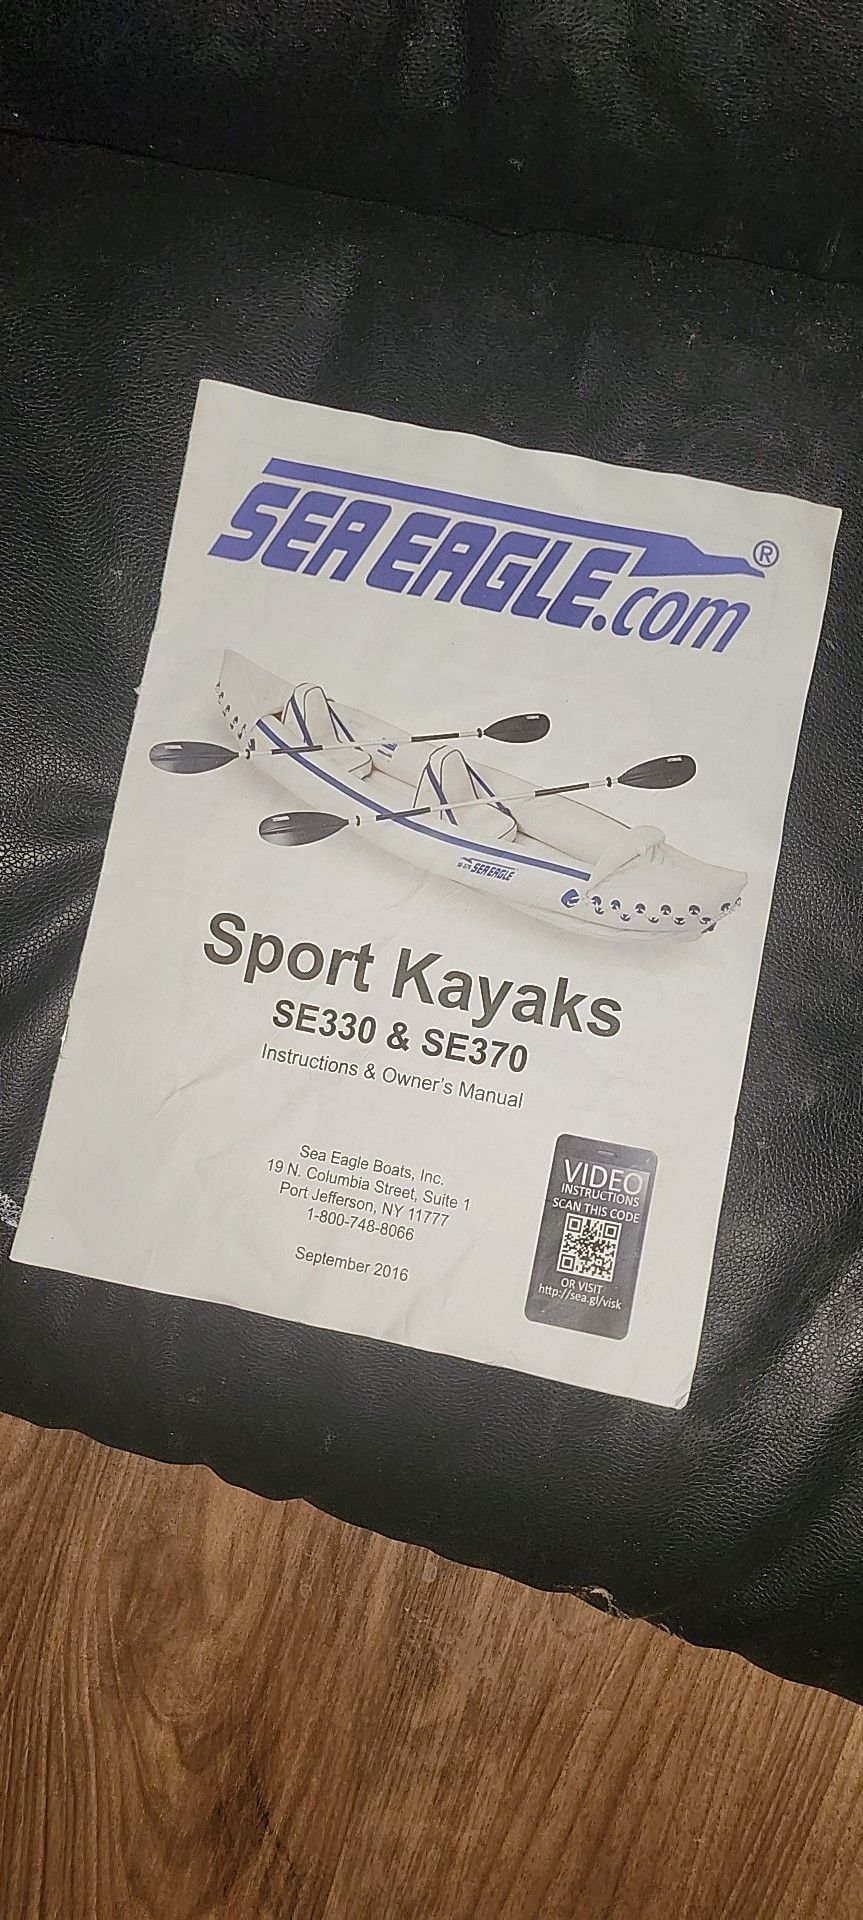 SEA EAGLE.com®
SEAEAGLE
Sport Kayaks
SE330 & SE370
Instructions & Owner's Manual
Sea Eagle Boats, Inc.
19 N. Columbia Street, Suite 1
Port Jefferson, NY 11777
1-800-748-8066
September 2016
VIDEO
INSTRUCTIONS
SCAN THIS CODE
OR VISIT
http://sea.gl/visk